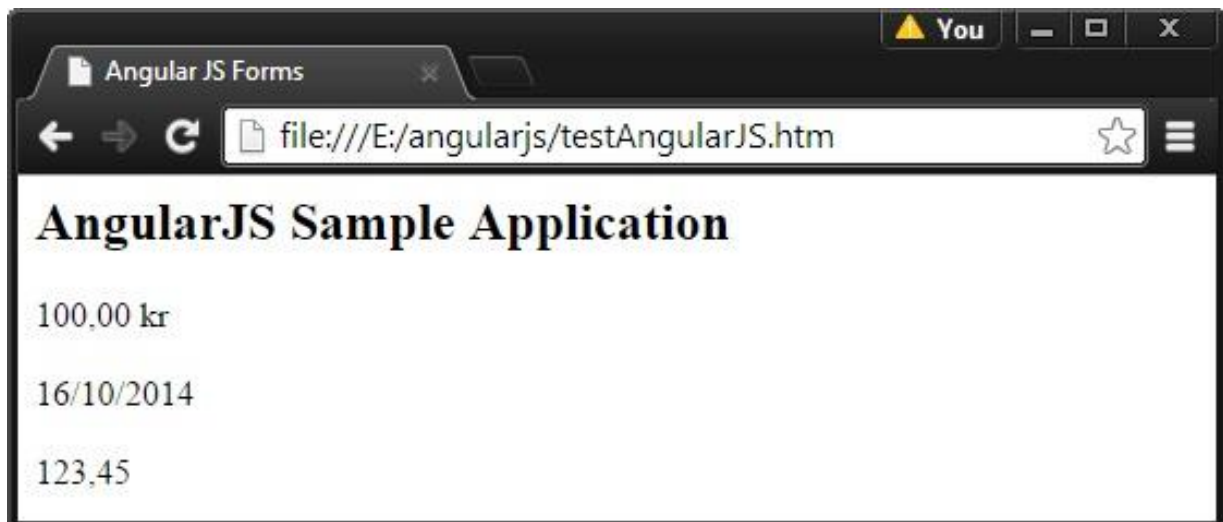 You
Angular JS Forms
file:///E:/angularjs/testAngularJS.htm
AngularJS Sample Application
100,00 kr
16/10/2014
123,45